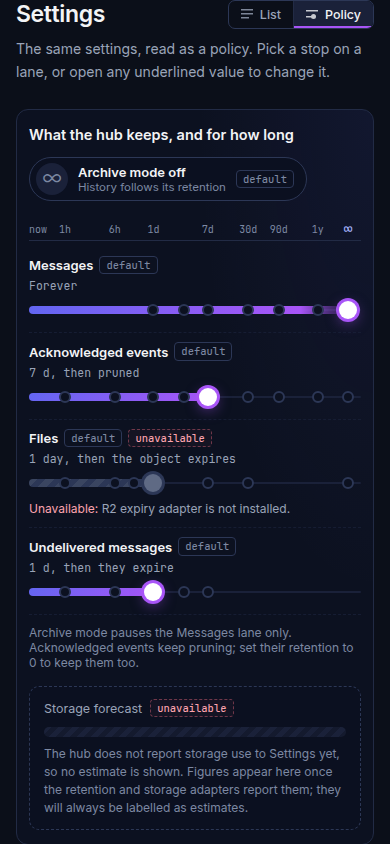 Settings
List
Policy
The same settings, read as a policy. Pick a stop on a
lane, or open any underlined value to change it.
What the hub keeps, and for how long
Archive mode off
History follows its retention
default
now 1h 6h 1d 7d 30d 90d 1y ∞
Messages default
Forever
Acknowledged events default
7 d, then pruned
Files default unavailable
1 day, then the object expires
Unavailable: R2 expiry adapter is not installed.
Undelivered messages default
1 d, then they expire
Archive mode pauses the Messages lane only.
Acknowledged events keep pruning; set their retention to
0 to keep them too.
Storage forecast unavailable
The hub does not report storage use to Settings yet,
so no estimate is shown. Figures appear here once
the retention and storage adapters report them; they
will always be labelled as estimates.